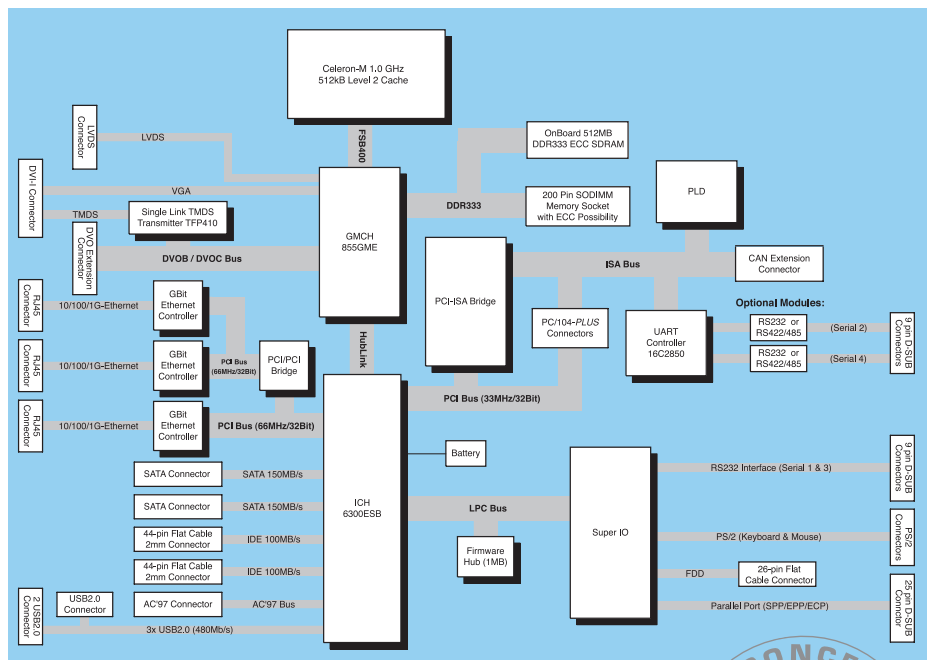 Celeron-M 1.0 GHz
512kB Level 2 Cache
FSB400
LVDS
Connector
LVDS
DVI-I Connector
VGA
TMDS
Single Link TMDS
Transmitter TFP410
DVO Extension
Connector
DVOB / DVOC Bus
GMCH
855GME
DDR333
OnBoard 512MB
DDR333 ECC SDRAM
200 Pin SODIMM
Memory Socket
with ECC Possibility
PLD
ISA Bus
CAN Extension
Connector
PCI-ISA Bridge
PC/104-PLUS
Connectors
UART
Controller
16C2850
Optional Modules:
RS232 or
RS422/485
(Serial 2)
RS232 or
RS422/485
(Serial 4)
9 pin D-SUB
Connectors
RJ45
Connector
10/100/1G-Ethernet
GBit
Ethernet
Controller
RJ45
Connector
10/100/1G-Ethernet
GBit
Ethernet
Controller
PCI Bus
(66MHz/32Bit)
PCI/PCI
Bridge
RJ45
Connector
10/100/1G-Ethernet
GBit
Ethernet
Controller
PCI Bus (66MHz/32Bit)
HubLink
PCI Bus (33MHz/32Bit)
ICH
6300ESB
Battery
SATA Connector
SATA 150MB/s
SATA Connector
SATA 150MB/s
44-pin Flat Cable
2mm Connector
IDE 100MB/s
44-pin Flat Cable
2mm Connector
IDE 100MB/s
AC'97 Connector
AC'97 Bus
USB2.0
Connector
2 USB2.0
Connector
3x USB2.0 (480Mb/s)
LPC Bus
Firmware
Hub (1MB)
Super IO
RS232 Interface (Serial 1 & 3)
9 pin D-SUB
Connectors
PS/2 (Keyboard & Mouse)
PS/2
Connectors
FDD
26-pin Flat
Cable Connector
Parallel Port (SPP/EPP/ECP)
25 pin D-SUB
Connctor